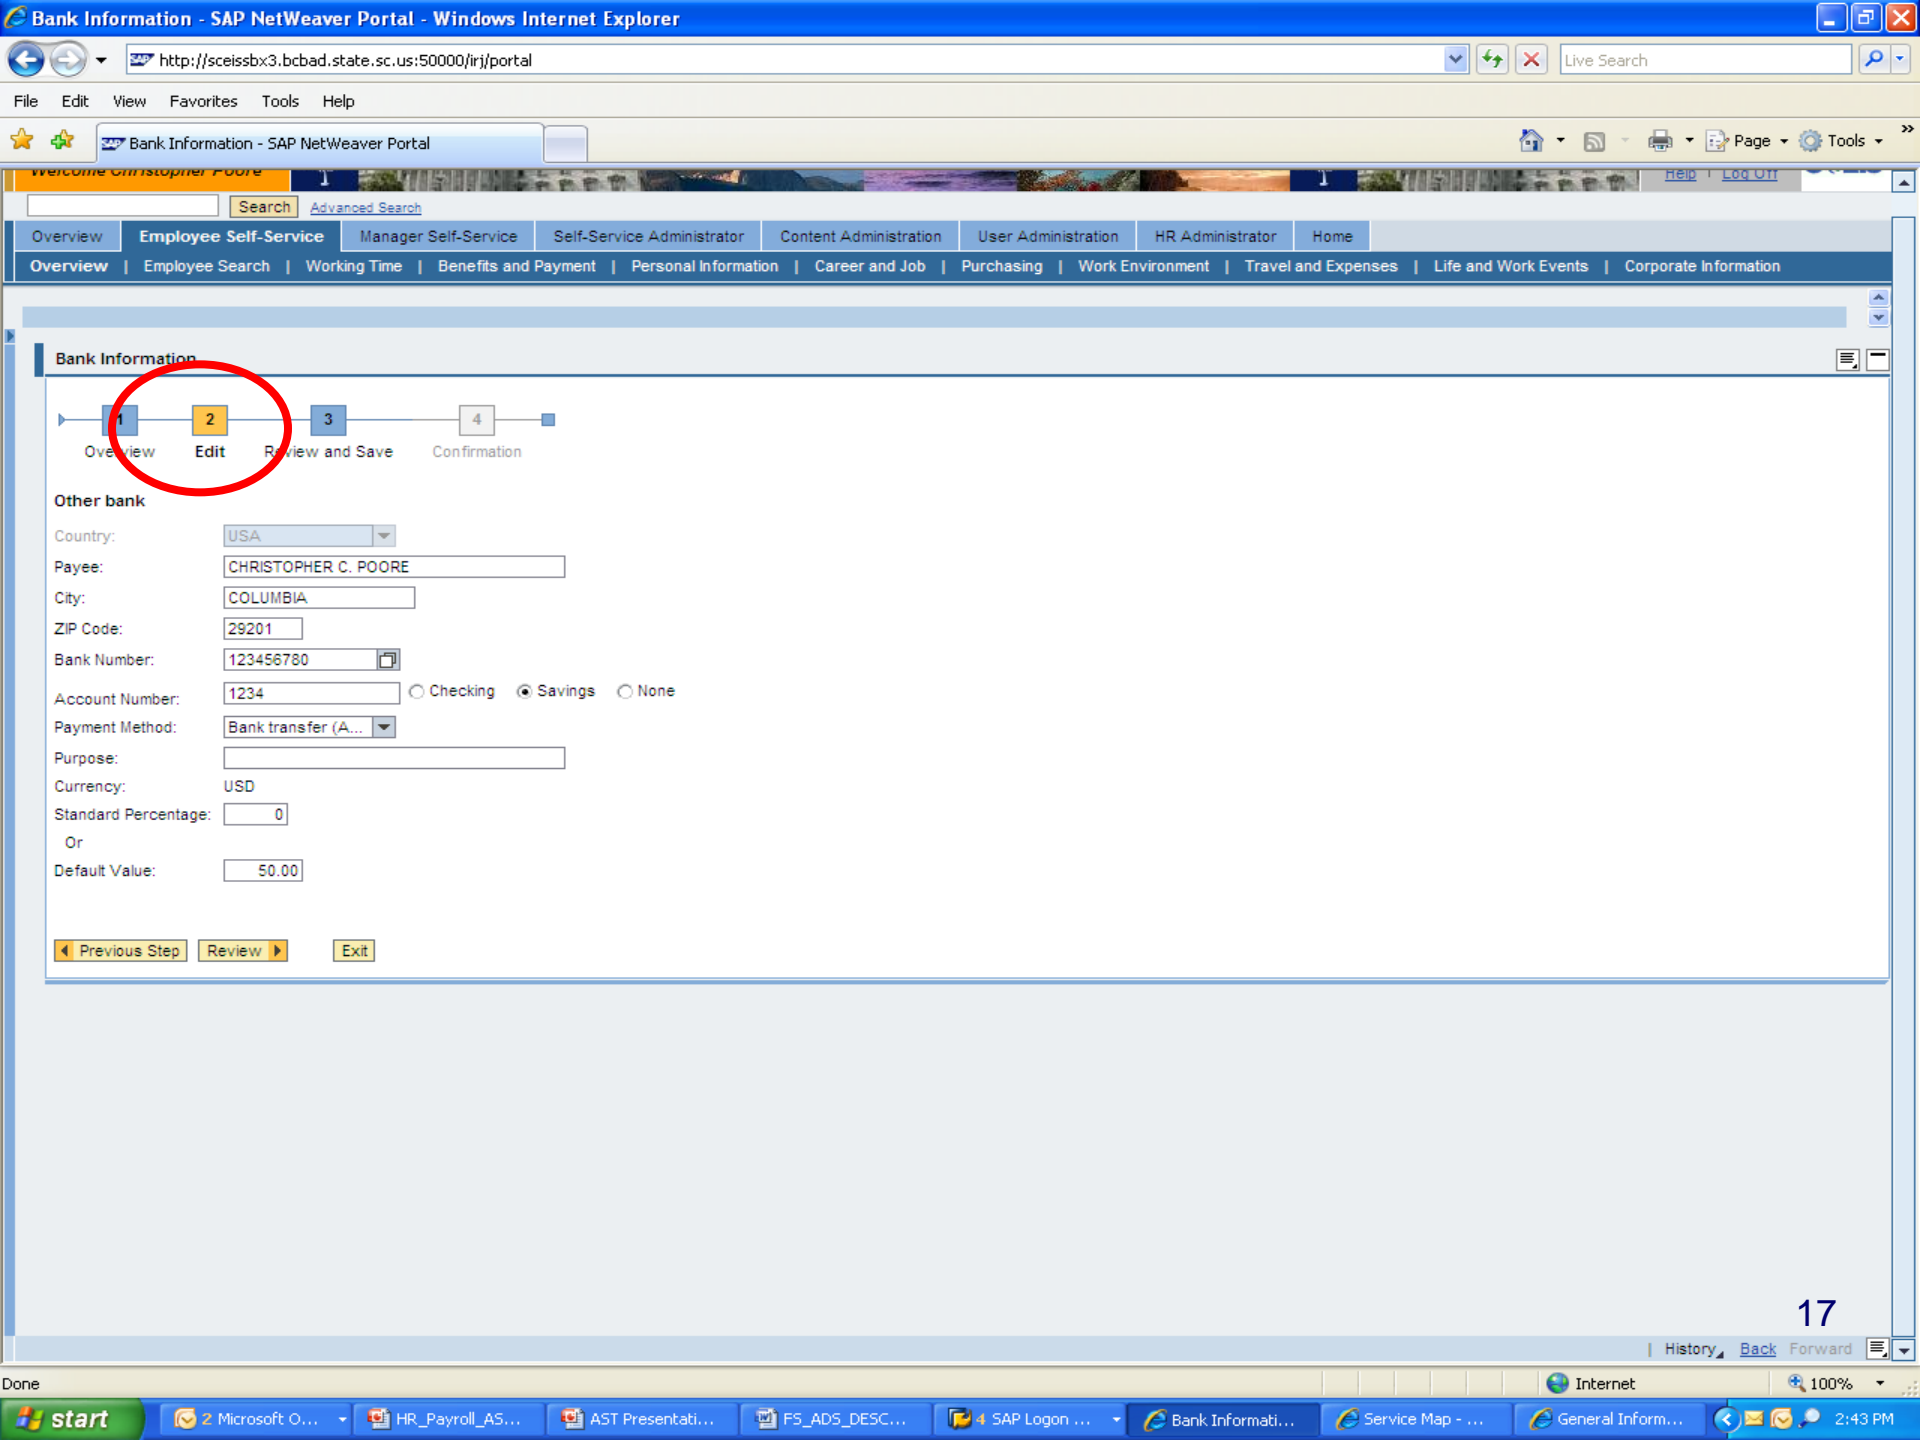 Bank Information - SAP NetWeaver Portal - Windows Internet Explorer
http://sceissbx3.bcbad.state.sc.us:50000/irj/portal
Live Search
File Edit View Favorites Tools Help
Bank Information - SAP NetWeaver Portal
Page Tools
Welcome Christopher Poore
Help Log Off
Search Advanced Search
Overview Employee Self-Service Manager Self-Service Self-Service Administrator Content Administration User Administration HR Administrator Home
Overview | Employee Search | Working Time | Benefits and Payment | Personal Information | Career and Job | Purchasing | Work Environment | Travel and Expenses | Life and Work Events | Corporate Information
Bank Information
1 2 3 4
Overview Edit Review and Save Confirmation
Other bank
Country: USA
Payee: CHRISTOPHER C. POORE
City: COLUMBIA
ZIP Code: 29201
Bank Number: 123456780
Account Number: 1234 Checking Savings None
Payment Method: Bank transfer (A...
Purpose:
Currency: USD
Standard Percentage: 0
Or
Default Value: 50.00
Previous Step Review Exit
17
| History Back Forward
Done Internet 100%
start 2 Microsoft O... HR_Payroll_AS... AST Presentati... FS_ADS_DESC... 4 SAP Logon ... Bank Informati... Service Map - ... General Inform... 2:43 PM